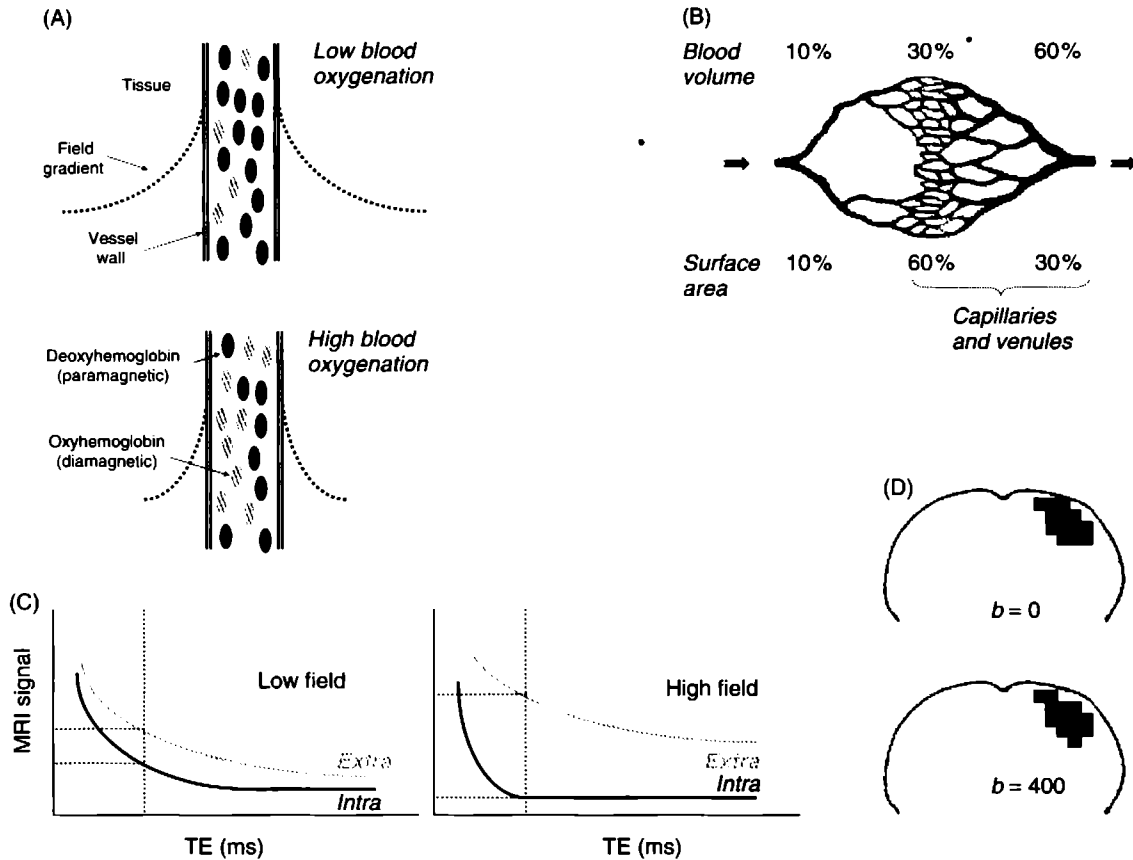 (A)
Low blood
oxygenation
Tissue
Field
gradient
Vessel
wall
High blood
oxygenation
Deoxyhemoglobin
(paramagnetic)
Oxyhemoglobin
(diamagnetic)
(B)
Blood
volume
10% 30% 60%
Surface
area
10% 60% 30%
Capillaries
and venules
(C)
MRI signal
Low field
Extra
Intra
TE (ms)
High field
Extra
Intra
TE (ms)
(D)
b = 0
b = 400